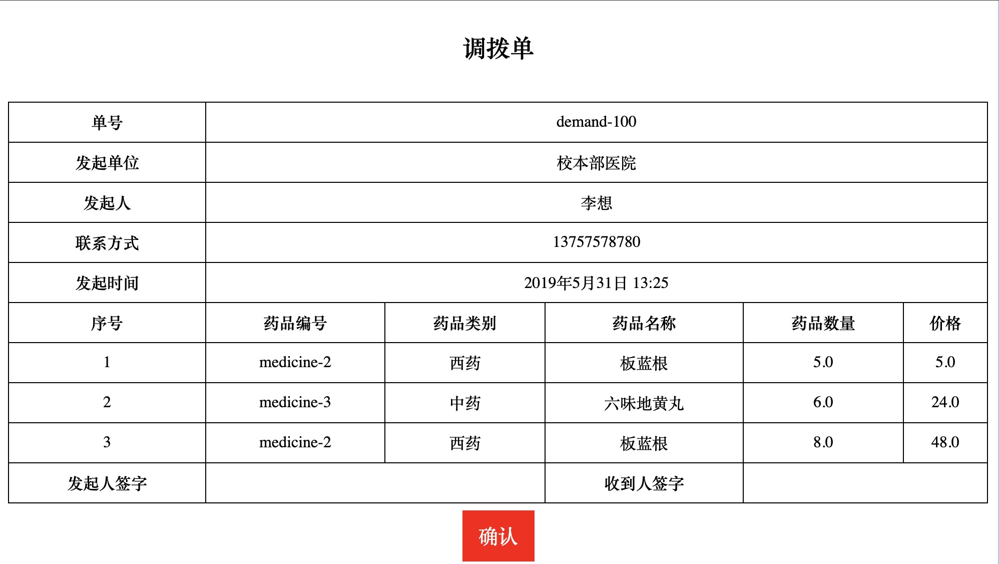 调拨单
单号 demand-100
发起单位 校本部医院
发起人 李想
联系方式 13757578780
发起时间 2019年5月31日 13:25
序号 药品编号 药品类别 药品名称 药品数量 价格
1 medicine-2 西药 板蓝根 5.0 5.0
2 medicine-3 中药 六味地黄丸 6.0 24.0
3 medicine-2 西药 板蓝根 8.0 48.0
发起人签字 收到人签字
确认